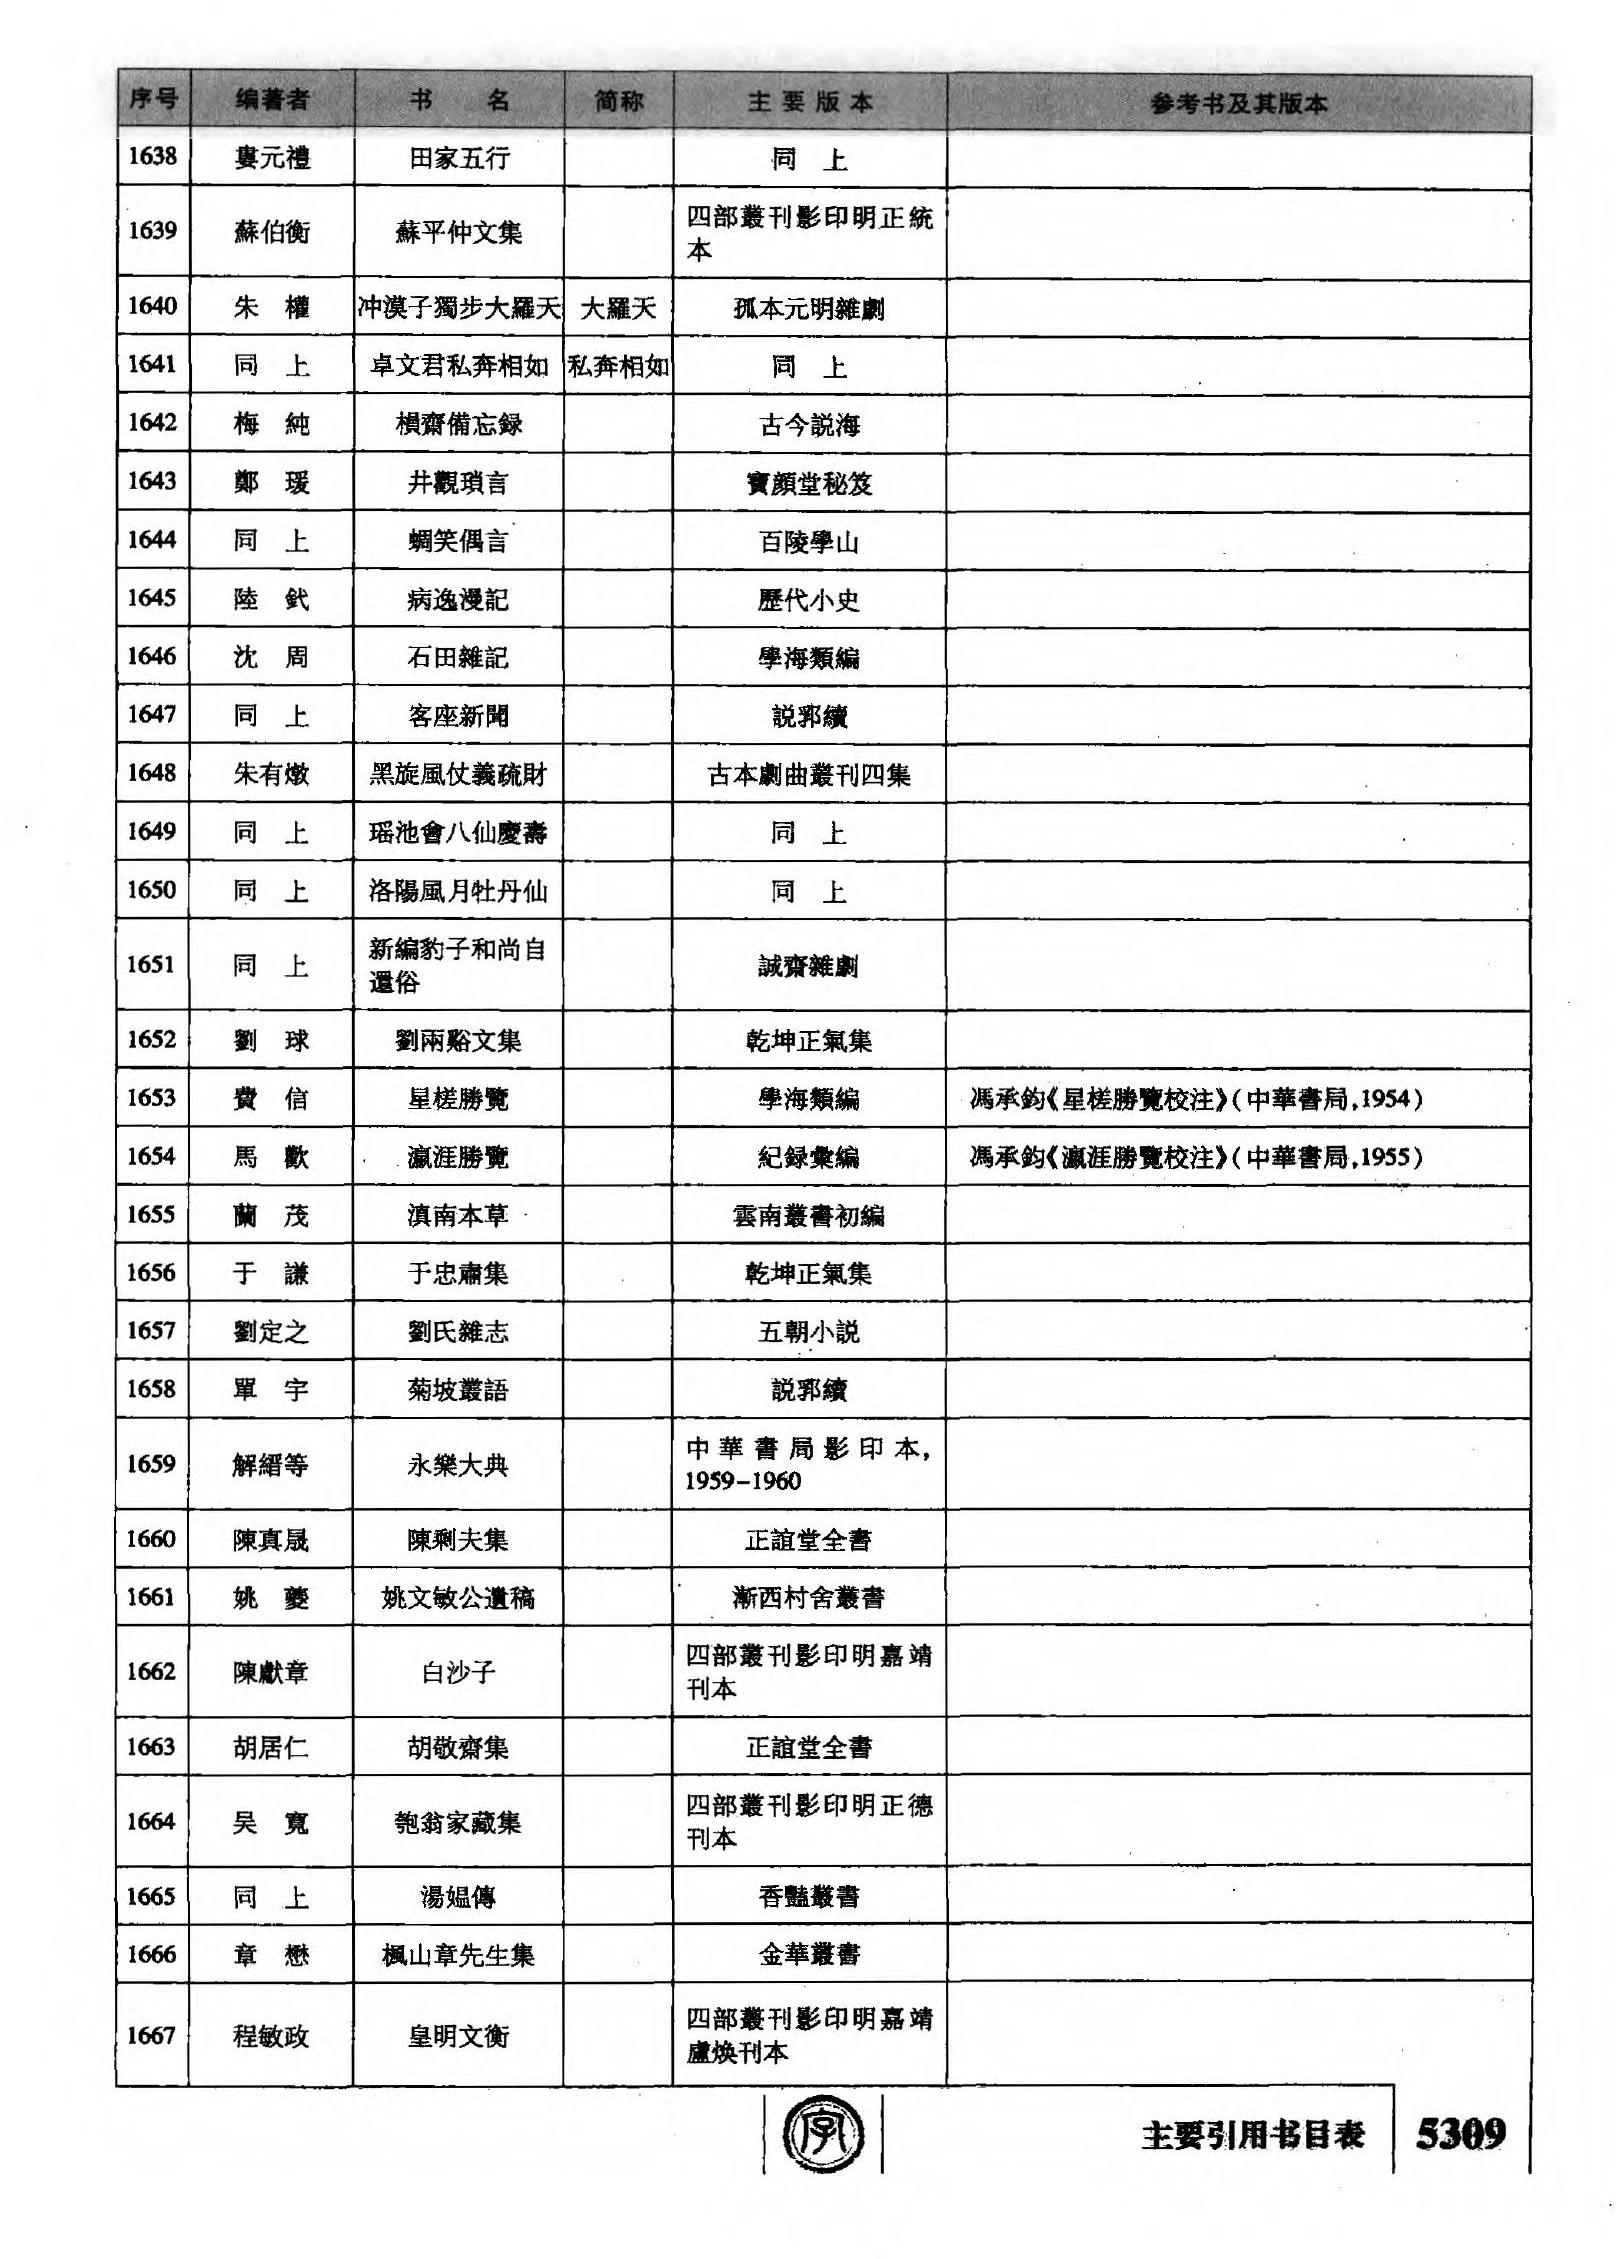 序号 编著者 书 名 简称 主要版本 参考书及其版本
1638 婁元禮 田家五行 同 上
1639 蘇伯衡 蘇平仲文集 四部叢刊影印明正統
本
1640 朱 權 冲漠子獨步大羅天 大羅天 孤本元明雜劇
1641 同 上 卓文君私奔相如 私奔相如 同 上
1642 梅 純 損齋備忘録 古今説海
1643 鄭 瑗 井觀瑣言 寶顔堂秘笈
1644 同 上 蜩笑偶言 百陵學山
1645 陸 釴 病逸漫記 歷代小史
1646 沈 周 石田雜記 學海類編
1647 同 上 客座新聞 説郛續
1648 朱有燉 黑旋風仗義疏財 古本劇曲叢刊四集
1649 同 上 瑶池會八仙慶壽 同 上
1650 同 上 洛陽風月牡丹仙 同 上
1651 同 上 新編豹子和尚自
還俗 誠齋雜劇
1652 劉 球 劉兩谿文集 乾坤正氣集
1653 費 信 星槎勝覽 學海類編 馮承鈞《星槎勝覽校注》(中華書局,1954)
1654 馬 歡 瀛涯勝覽 紀録彙編 馮承鈞《瀛涯勝覽校注》(中華書局,1955)
1655 蘭 茂 滇南本草 雲南叢書初編
1656 于 謙 于忠肅集 乾坤正氣集
1657 劉定之 劉氏雜志 五朝小説
1658 單 宇 菊坡叢語 説郛續
1659 解縉等 永樂大典 中華書局影印本,
1959–1960
1660 陳真晟 陳剩夫集 正誼堂全書
1661 姚 夔 姚文敏公遺稿 漸西村舍叢書
1662 陳獻章 白沙子 四部叢刊影印明嘉靖
刊本
1663 胡居仁 胡敬齋集 正誼堂全書
1664 吴 寬 匏翁家藏集 四部叢刊影印明正德
刊本
1665 同 上 湯媪傳 香豔叢書
1666 章 懋 楓山章先生集 金華叢書
1667 程敏政 皇明文衡 四部叢刊影印明嘉靖
盧焕刊本
字
主要引用书目表 5309